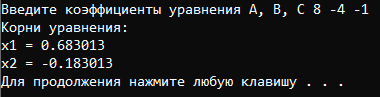 Введите коэффициенты уравнения A, B, C 8 -4 -1
Корни уравнения:
x1 = 0.683013
x2 = -0.183013
Для продолжения нажмите любую клавишу . . .